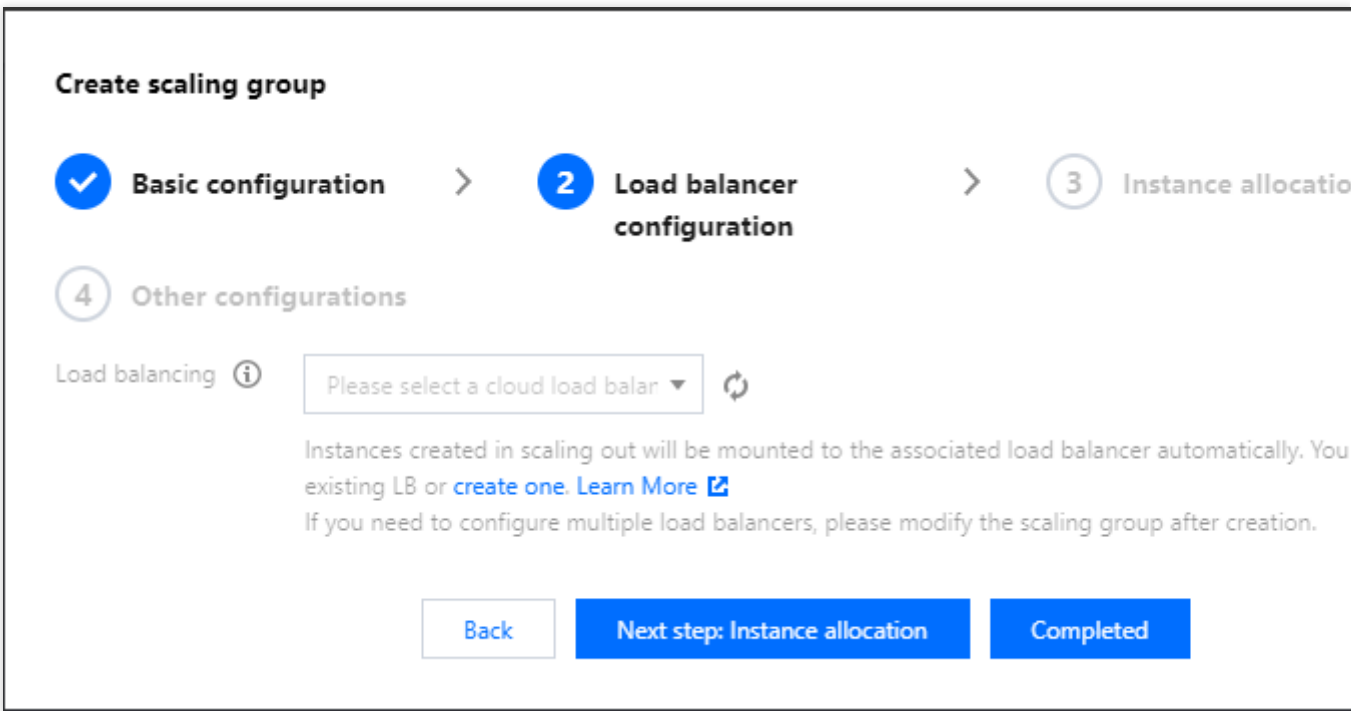 Create scaling group
Basic configuration
2 Load balancer
configuration
3 Instance allocatio
4 Other configurations
Load balancing
Please select a cloud load balan
Instances created in scaling out will be mounted to the associated load balancer automatically. You
existing LB or create one. Learn More
If you need to configure multiple load balancers, please modify the scaling group after creation.
Back
Next step: Instance allocation
Completed